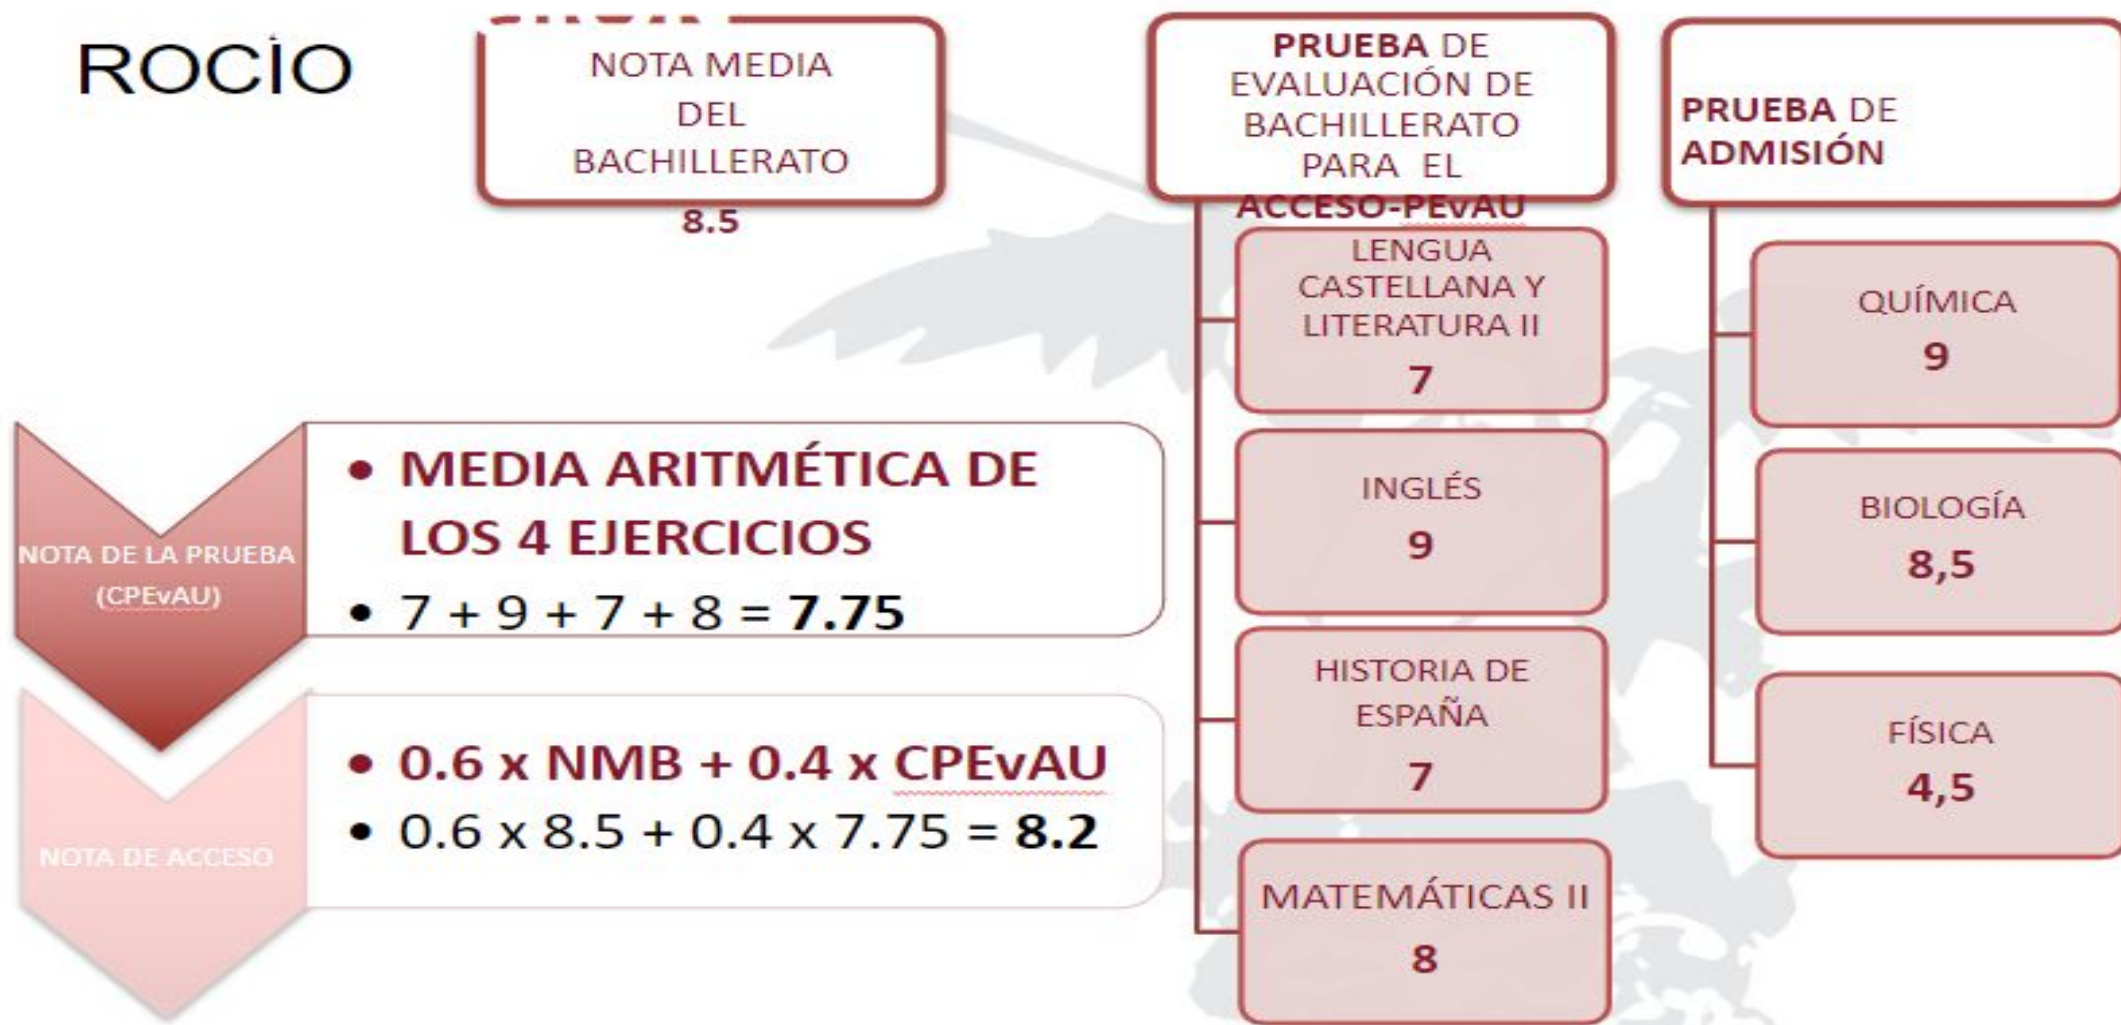 ROCÍO
NOTA MEDIA
DEL
BACHILLERATO
8.5
PRUEBA DE
EVALUACIÓN DE
BACHILLERATO
PARA EL
ACCESO-PEvAU
LENGUA
CASTELLANA Y
LITERATURA II
7
INGLÉS
9
HISTORIA DE
ESPAÑA
7
MATEMÁTICAS II
8
PRUEBA DE
ADMISIÓN
QUÍMICA
9
BIOLOGÍA
8,5
FÍSICA
4,5
NOTA DE LA PRUEBA
(CPEvAU)
• MEDIA ARITMÉTICA DE
LOS 4 EJERCICIOS
• 7 + 9 + 7 + 8 = 7.75
NOTA DE ACCESO
• 0.6 x NMB + 0.4 x CPEvAU
• 0.6 x 8.5 + 0.4 x 7.75 = 8.2